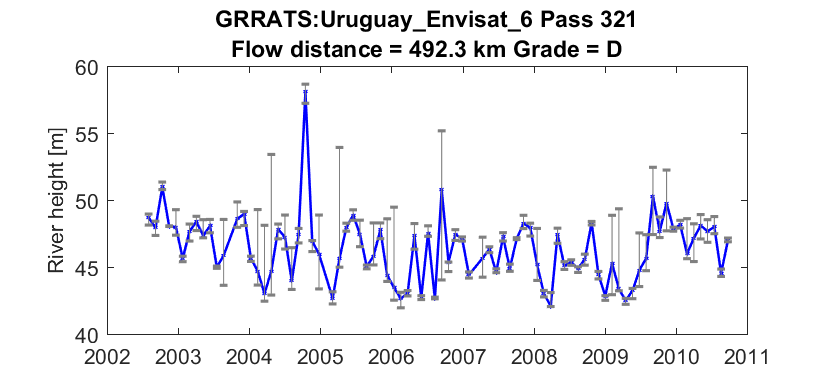 GRRATS:Uruguay_Envisat_6 Pass 321
Flow distance = 492.3 km Grade = D
River height [m]
60
55
50
45
40
2002 2003 2004 2005 2006 2007 2008 2009 2010 2011